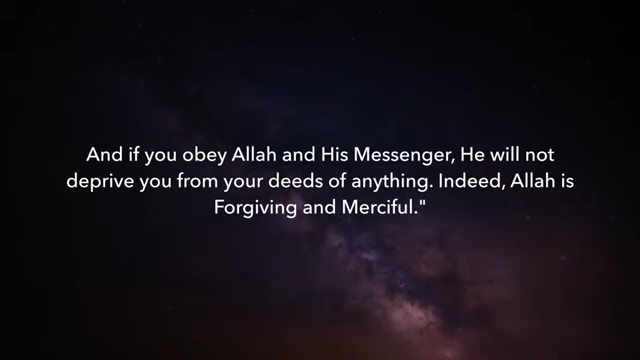 And if you obey Allah and His Messenger, He will not
deprive you from your deeds of anything. Indeed, Allah is
Forgiving and Merciful."